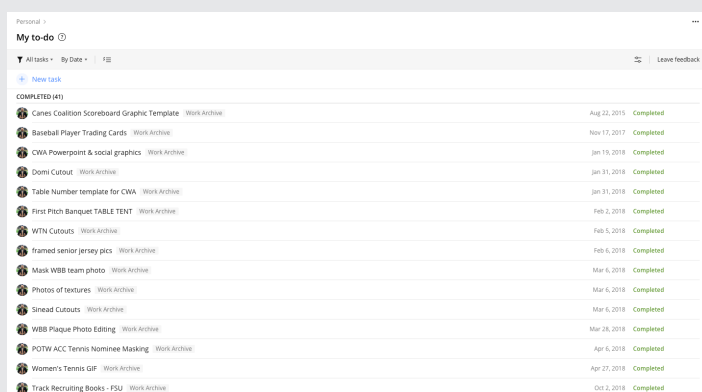 Personal >
My to-do ?
All tasks By Date Leave feedback
+ New task
COMPLETED (41)
Canes Coalition Scoreboard Graphic Template Work Archive Aug 22, 2015 Completed
Baseball Player Trading Cards Work Archive Nov 17, 2017 Completed
CWA Powerpoint & social graphics Work Archive Jan 19, 2018 Completed
Domi Cutout Work Archive Jan 31, 2018 Completed
Table Number template for CWA Work Archive Jan 31, 2018 Completed
First Pitch Banquet TABLE TENT Work Archive Feb 2, 2018 Completed
WTN Cutouts Work Archive Feb 5, 2018 Completed
framed senior jersey pics Work Archive Feb 6, 2018 Completed
Mask WBB team photo Work Archive Mar 6, 2018 Completed
Photos of textures Work Archive Mar 6, 2018 Completed
Sinead Cutouts Work Archive Mar 6, 2018 Completed
WBB Plaque Photo Editing Work Archive Mar 28, 2018 Completed
POTW ACC Tennis Nominee Masking Work Archive Apr 6, 2018 Completed
Women's Tennis GIF Work Archive Apr 27, 2018 Completed
Track Recruiting Books - FSU Work Archive Oct 2, 2018 Completed